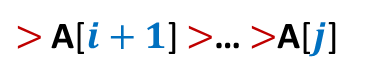 > A[i + 1] >... >A[j]